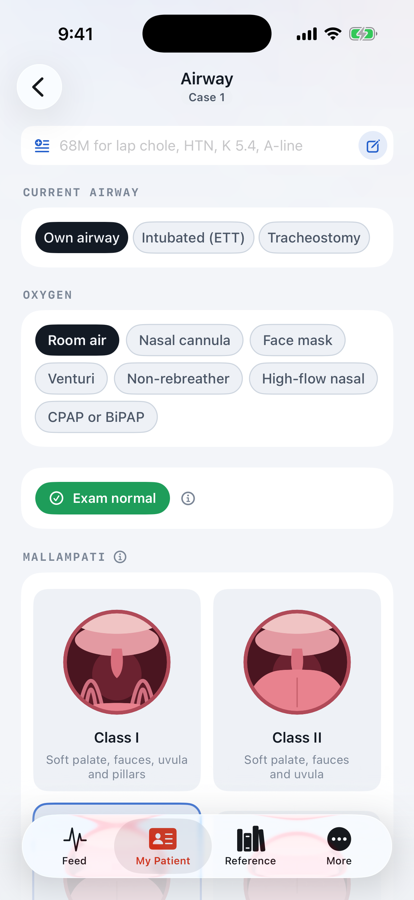 9:41
Airway
Case 1
68M for lap chole, HTN, K 5.4, A-line
CURRENT AIRWAY
Own airway
Intubated (ETT)
Tracheostomy
OXYGEN
Room air
Nasal cannula
Face mask
Venturi
Non-rebreather
High-flow nasal
CPAP or BiPAP
Exam normal
MALLAMPATI
Class I
Soft palate, fauces, uvula
and pillars
Class II
Soft palate, fauces
and uvula
Feed
My Patient
Reference
More